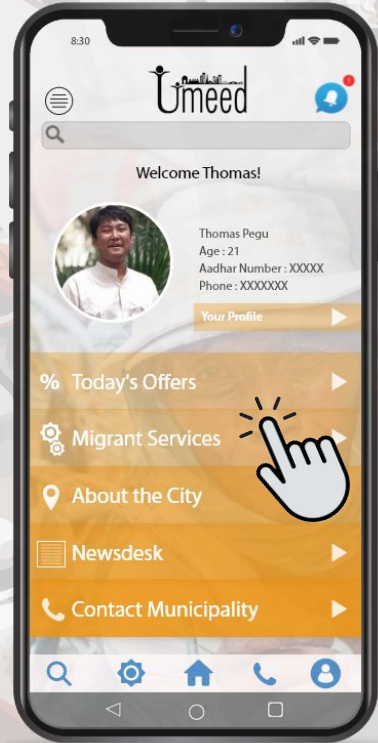 8:30
Umeed
1
Welcome Thomas!
Thomas Pegu
Age : 21
Aadhar Number : XXXXX
Phone : XXXXXXX
Your Profile
% Today's Offers
Migrant Services
About the City
Newsdesk
Contact Municipality